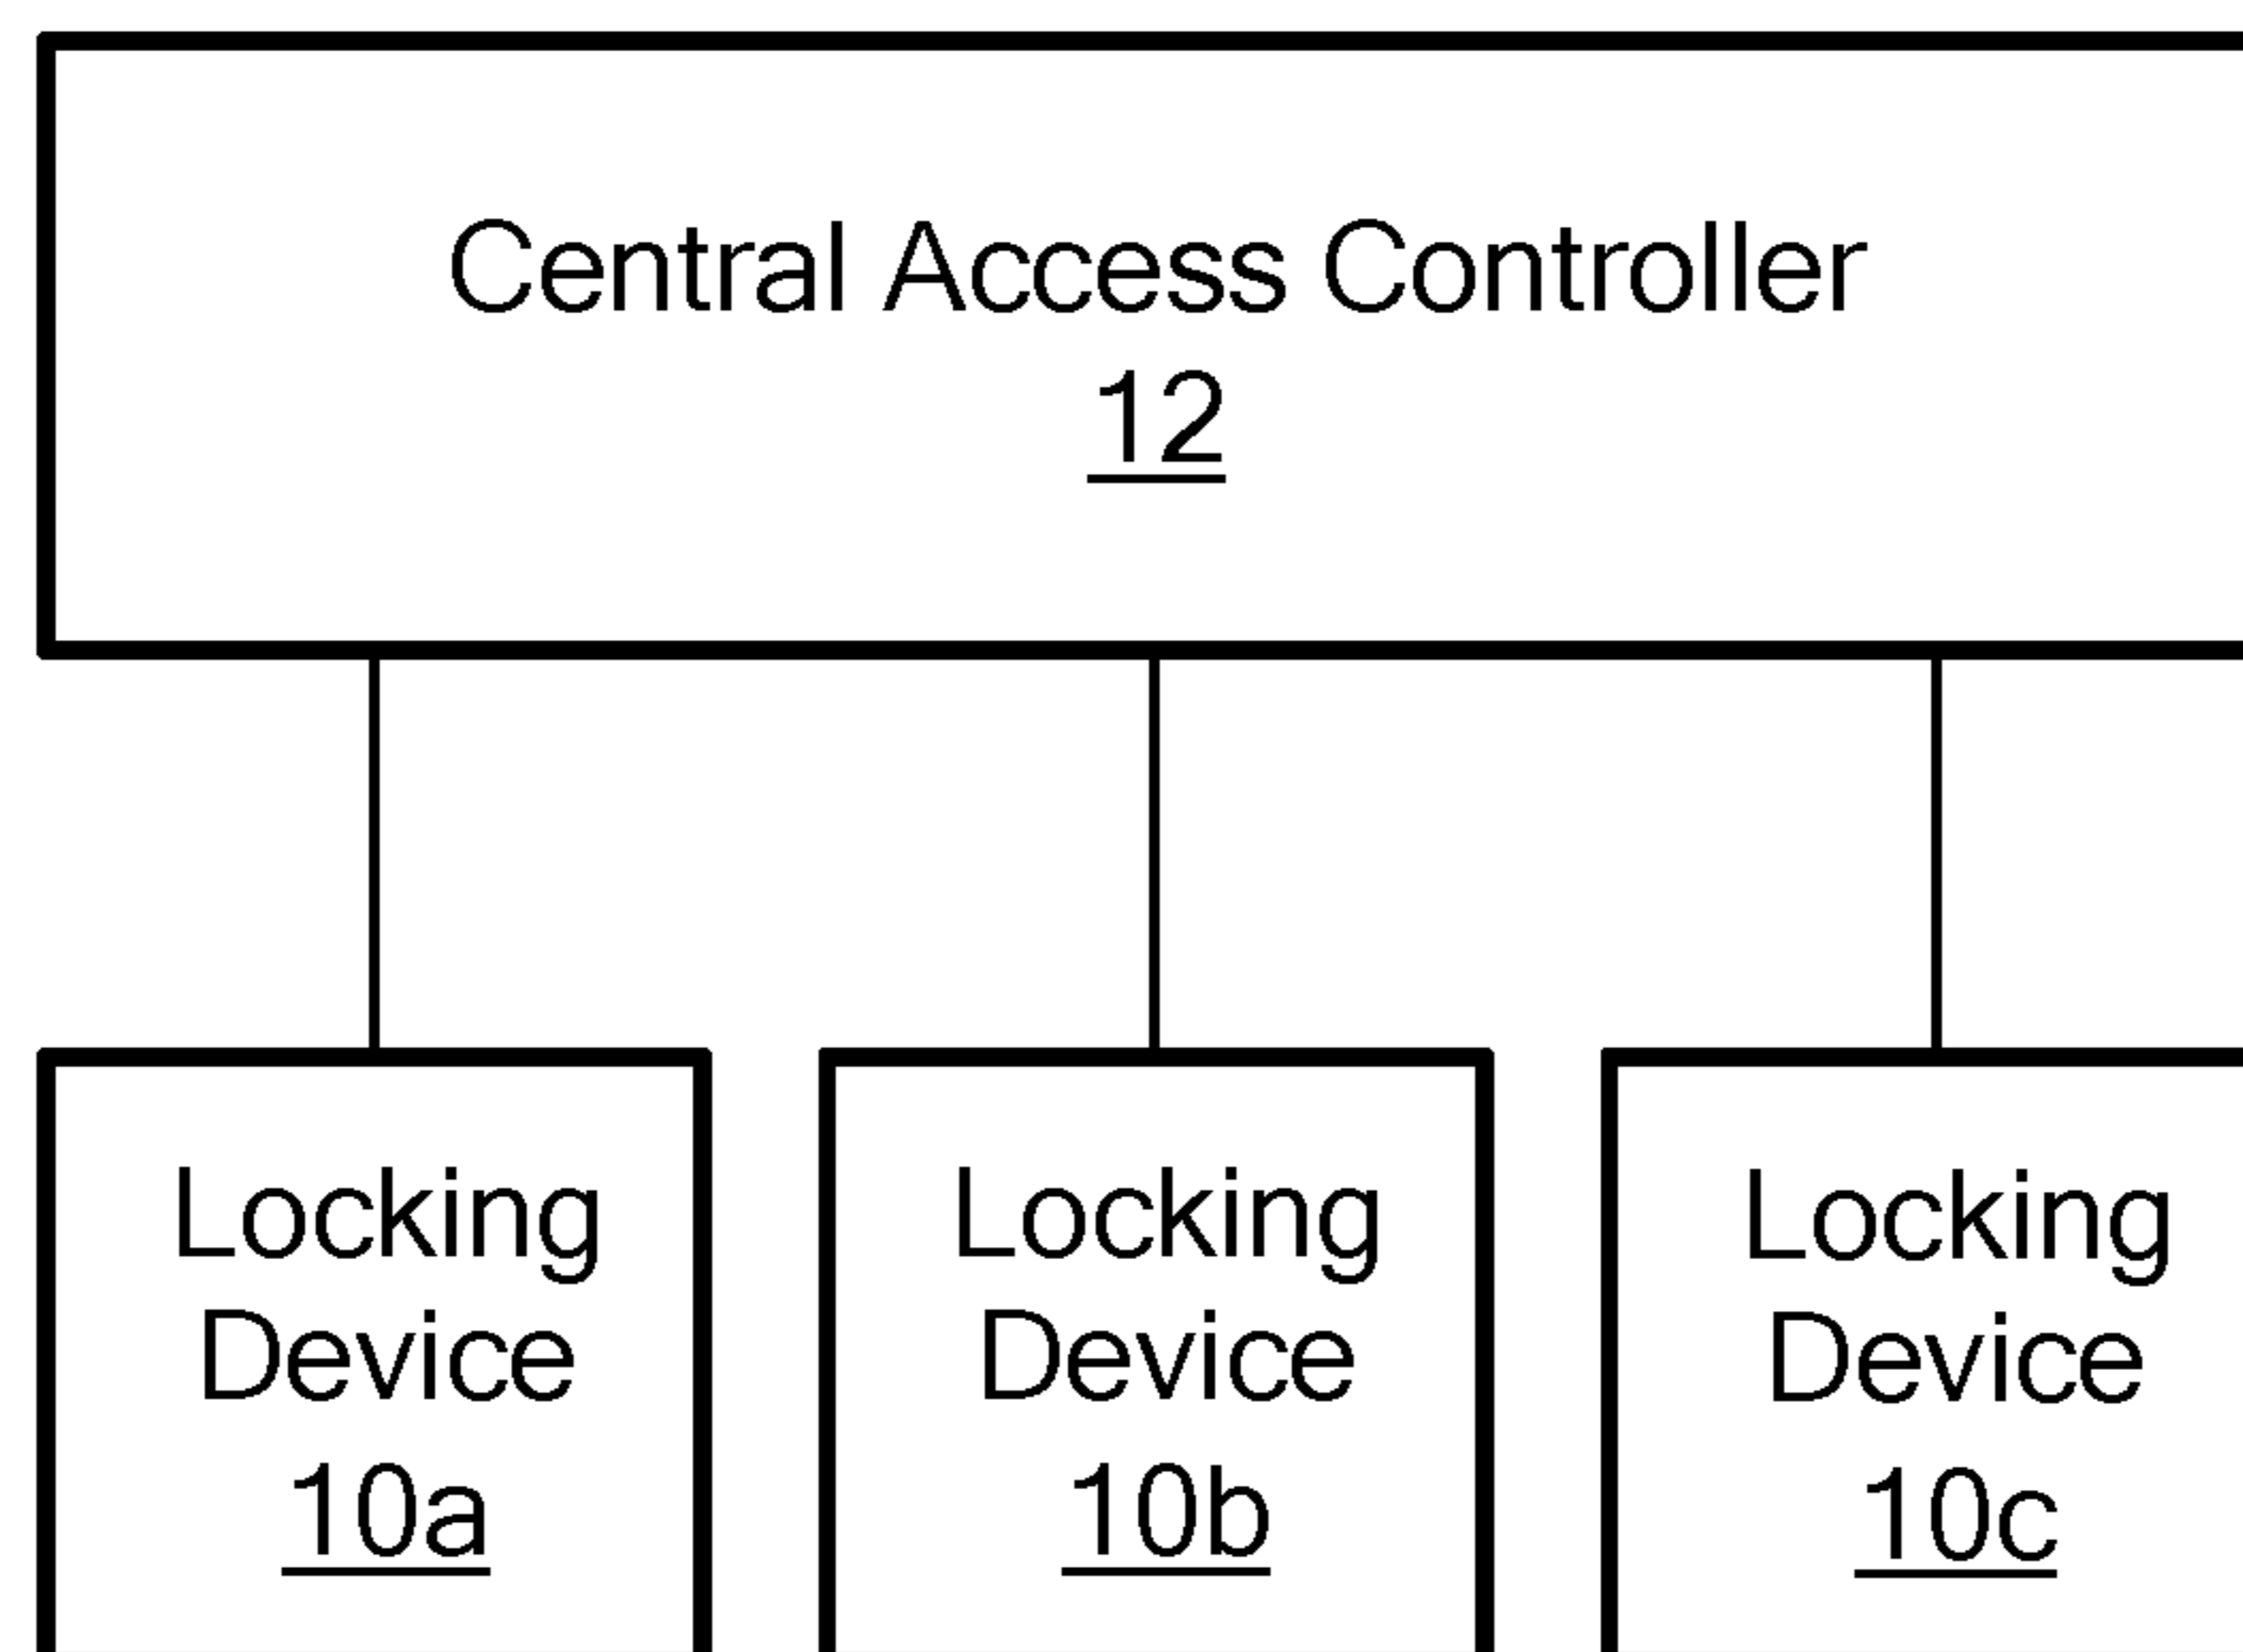 Central Access Controller
12
Locking
Device
10a
Locking
Device
10b
Locking
Device
10c